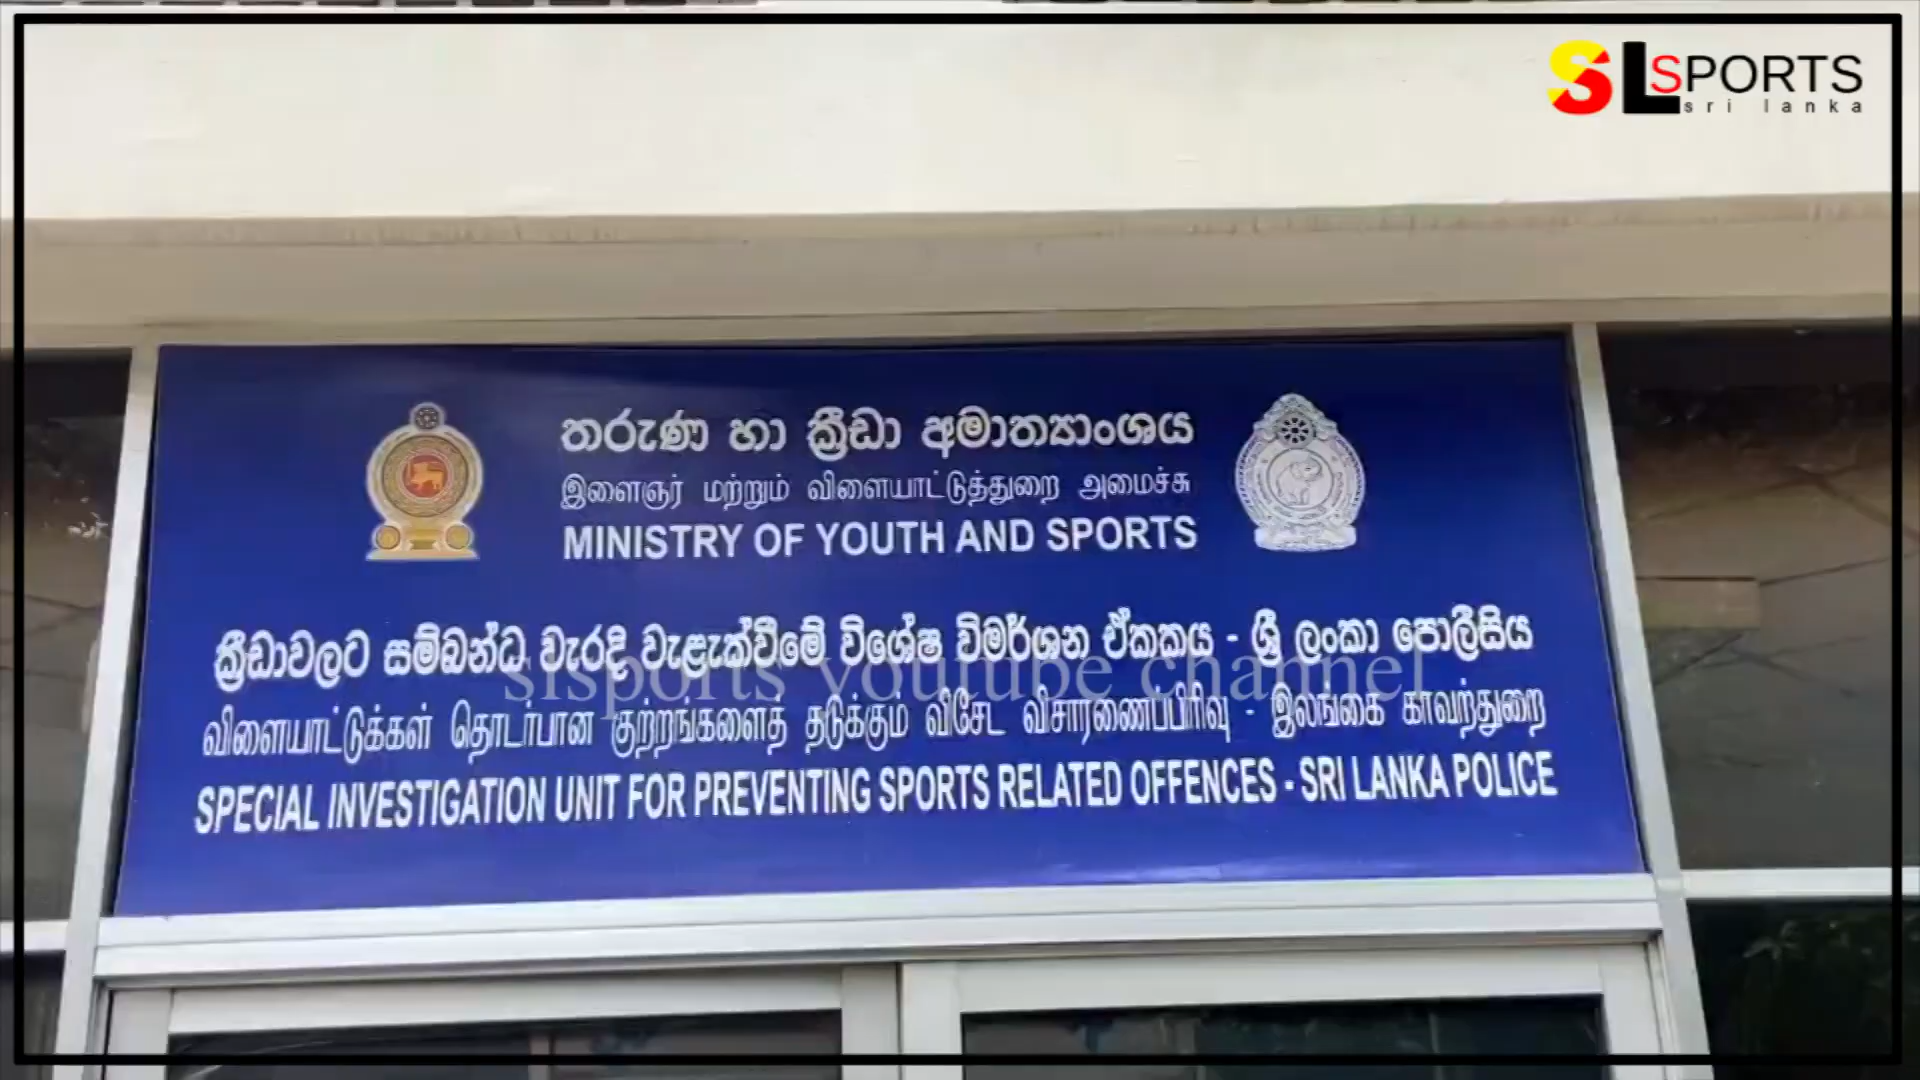 SLSPORTS
sri lanka
තරුණ හා ක්‍රීඩා අමාත්‍යාංශය
இளைஞர் மற்றும் விளையாட்டுத்துறை அமைச்சு
MINISTRY OF YOUTH AND SPORTS
ක්‍රීඩාවලට සම්බන්ධ වැරදි වැළැක්වීමේ විශේෂ විමර්ශන ඒකකය - ශ්‍රී ලංකා පොලීසිය
slsports youtube channel
விளையாட்டுக்கள் தொடர்பான குற்றங்களைத் தடுக்கும் விசேட விசாரணைப்பிரிவு - இலங்கை காவற்துறை
SPECIAL INVESTIGATION UNIT FOR PREVENTING SPORTS RELATED OFFENCES - SRI LANKA POLICE